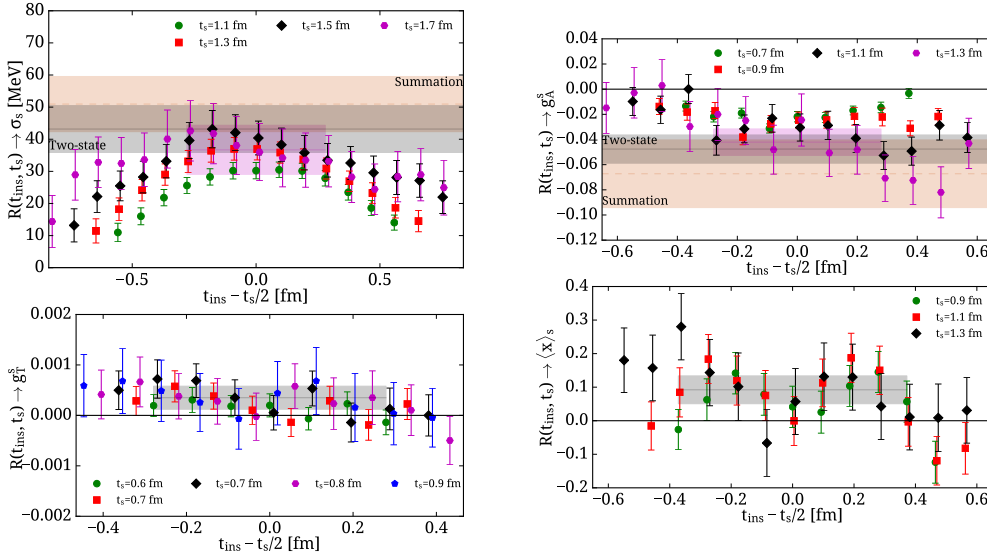 80
70
60
50
40
30
20
10
0
R(t_ins, t_s) → σ_s [MeV]
t_s=1.1 fm
t_s=1.5 fm
t_s=1.7 fm
t_s=1.3 fm
Summation
Two-state
−0.5
0.0
0.5
t_ins − t_s/2 [fm]
0.04
0.02
0.00
−0.02
−0.04
−0.06
−0.08
−0.10
−0.12
R(t_ins, t_s) → g_A^s
t_s=0.7 fm
t_s=1.1 fm
t_s=1.3 fm
t_s=0.9 fm
Two-state
Summation
−0.6 −0.4 −0.2 0.0 0.2 0.4 0.6
t_ins − t_s/2 [fm]
0.002
0.001
0.000
−0.001
−0.002
R(t_ins, t_s) → g_T^s
t_s=0.6 fm
t_s=0.7 fm
t_s=0.8 fm
t_s=0.9 fm
t_s=0.7 fm
−0.4 −0.2 0.0 0.2 0.4
t_ins − t_s/2 [fm]
0.4
0.3
0.2
0.1
0.0
−0.1
−0.2
R(t_ins, t_s) → ⟨x⟩_s
t_s=0.9 fm
t_s=1.1 fm
t_s=1.3 fm
−0.6 −0.4 −0.2 0.0 0.2 0.4 0.6
t_ins − t_s/2 [fm]